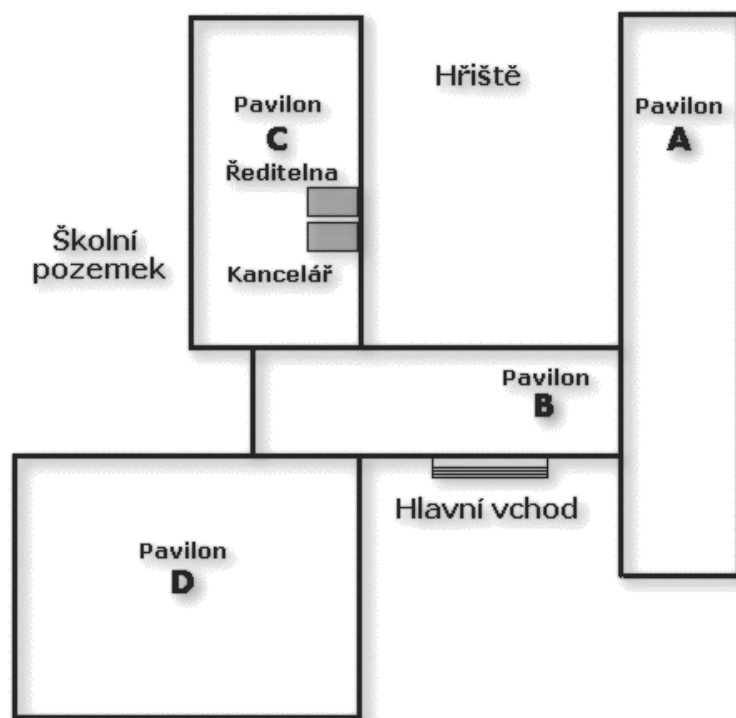 Hřiště
Pavilon
C
Ředitelna
Kancelář
Pavilon
A
Školní
pozemek
Pavilon
B
Hlavní vchod
Pavilon
D